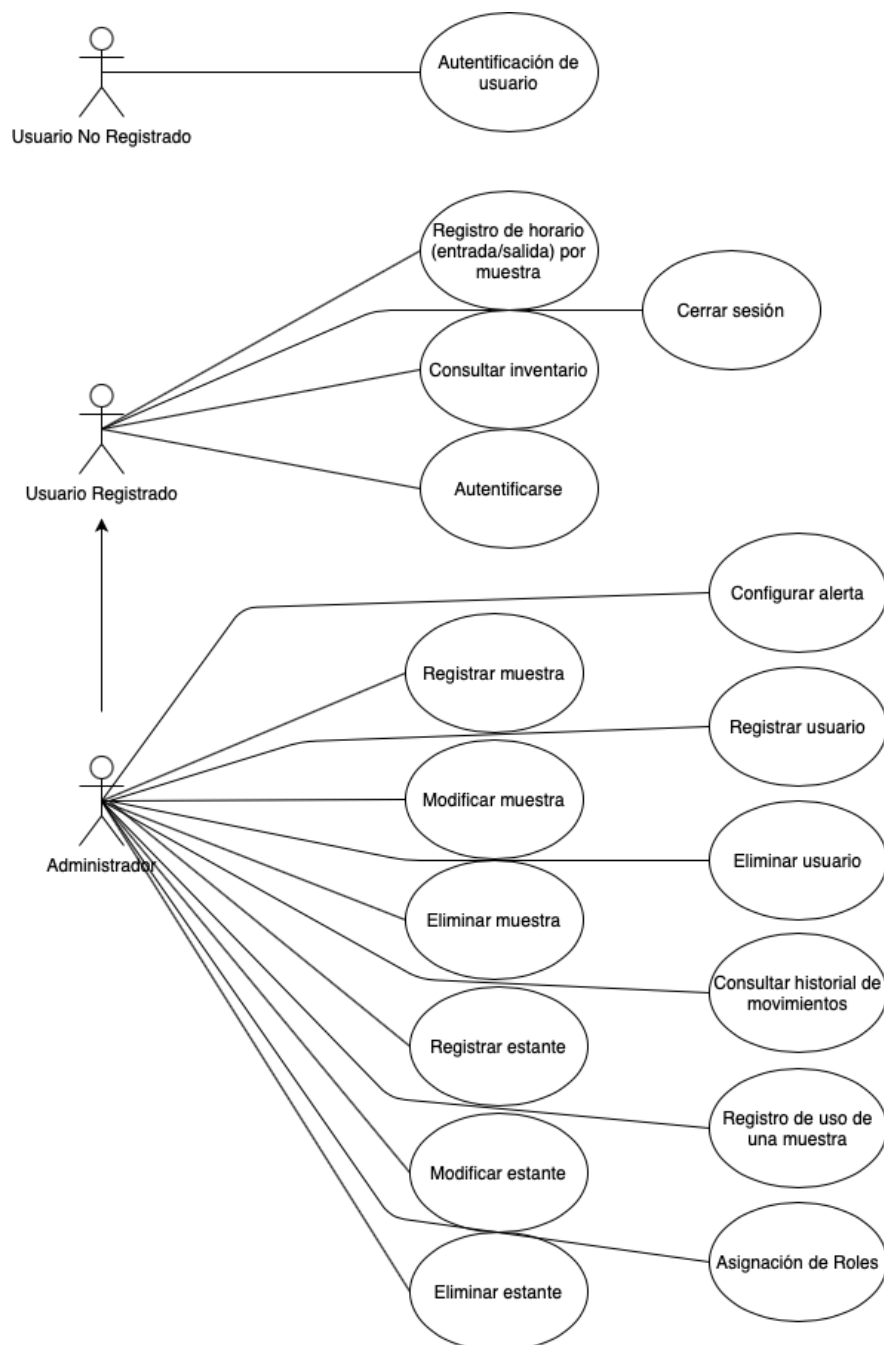 Autentificación de
usuario
Usuario No Registrado
Registro de horario
(entrada/salida) por
muestra
Cerrar sesión
Consultar inventario
Autentificarse
Usuario Registrado
Configurar alerta
Registrar muestra
Registrar usuario
Modificar muestra
Eliminar usuario
Administrador
Eliminar muestra
Consultar historial de
movimientos
Registrar estante
Registro de uso de
una muestra
Modificar estante
Asignación de Roles
Eliminar estante